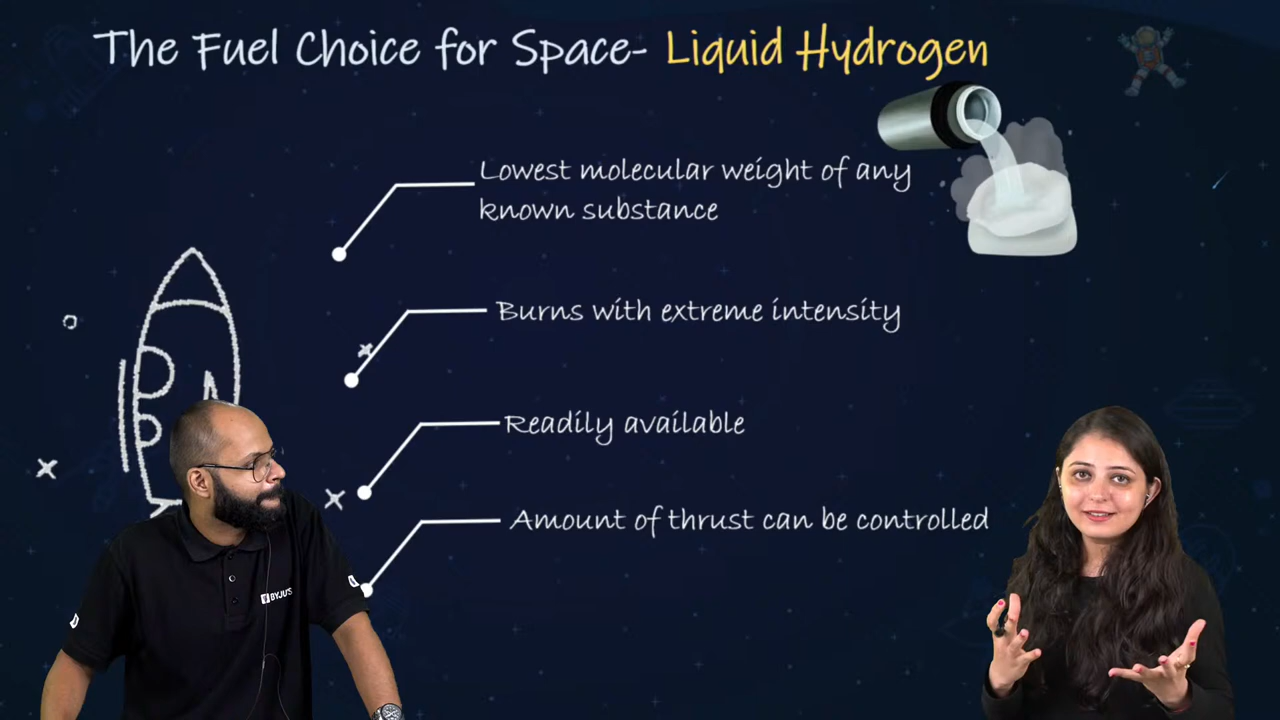 The Fuel Choice for Space- Liquid Hydrogen
Lowest molecular weight of any
known substance
Burns with extreme intensity
Readily available
Amount of thrust can be controlled
BYJU'S